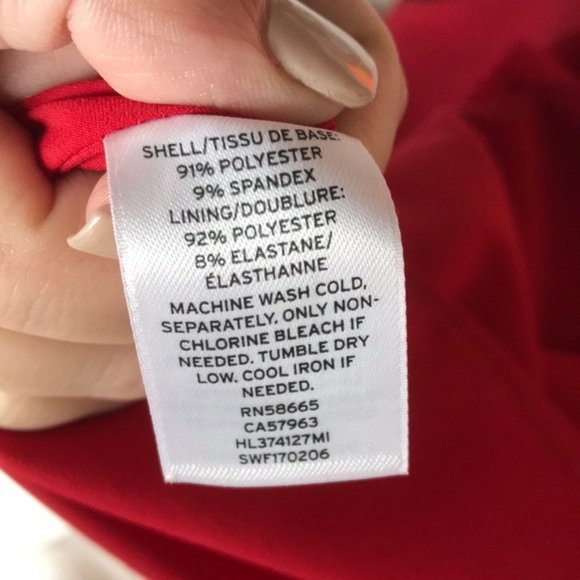 SHELL/TISSU DE BASE:
91% POLYESTER
9% SPANDEX
LINING/DOUBLURE:
92% POLYESTER
8% ELASTANE/
ÉLASTHANNE
MACHINE WASH COLD,
SEPARATELY. ONLY NON-
CHLORINE BLEACH IF
NEEDED. TUMBLE DRY
LOW. COOL IRON IF
NEEDED.
RN58665
CA57963
HL374127MI
SWF170206